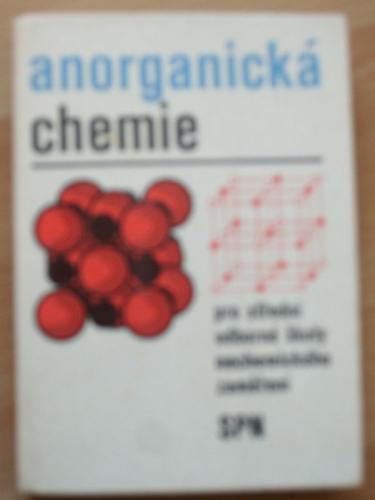 anorganická
chemie
pro střední
odborné školy
nechemického
zaměření
SPN